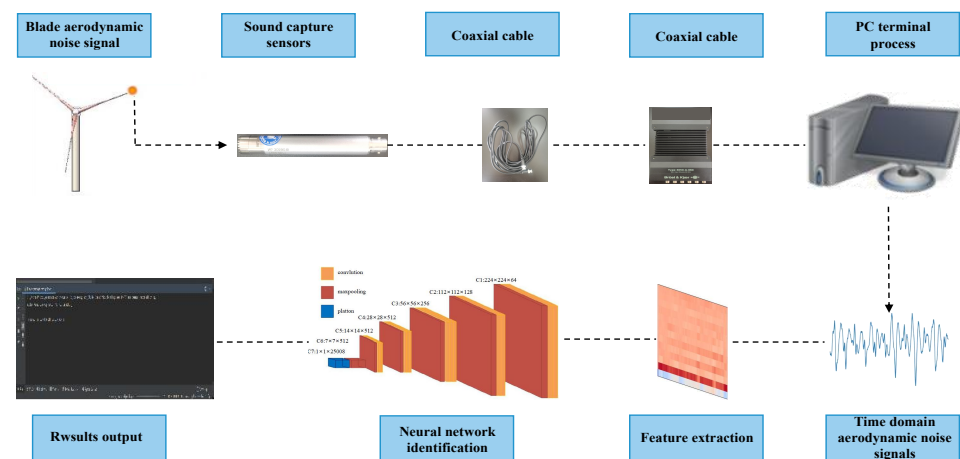 Blade aerodynamic
noise signal
Sound capture
sensors
Coaxial cable
Coaxial cable
PC terminal
process
convlution
maxpooling
platten
C1:224×224×64
C2:112×112×128
C3:56×56×256
C4:28×28×512
C5:14×14×512
C6:7×7×512
C7:1×1×25008
Rwsults output
Neural network
identification
Feature extraction
Time domain
aerodynamic noise
signals